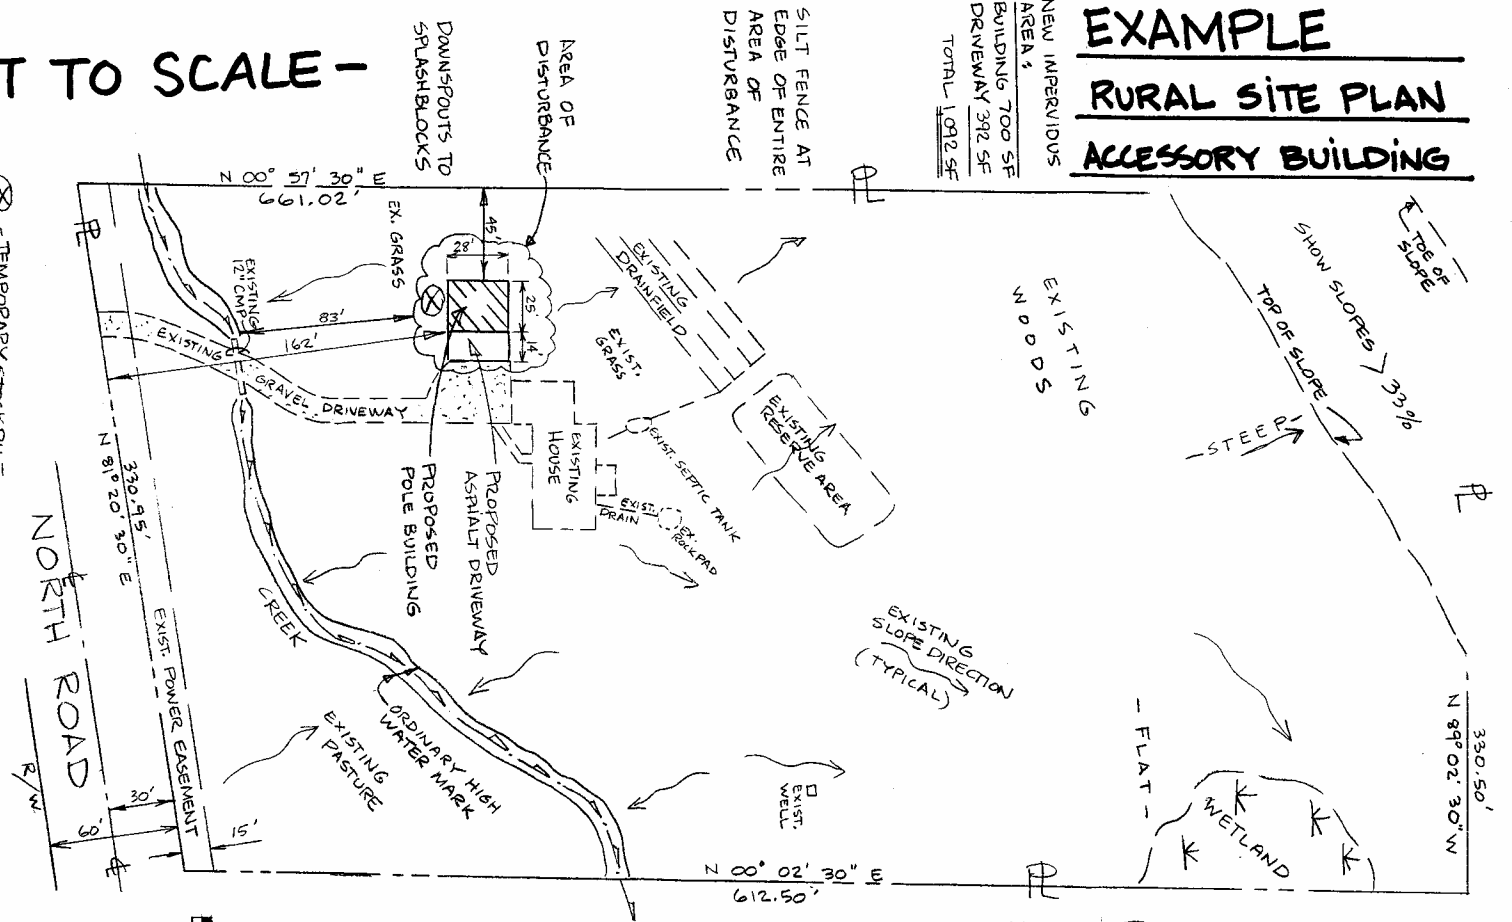 EXAMPLE
RURAL SITE PLAN
ACCESSORY BUILDING
T TO SCALE -
NEW IMPERVIOUS
AREA:
BUILDING 700 SF
DRIVEWAY 392 SF
TOTAL 1,092 SF
SILT FENCE AT
EDGE OF ENTIRE
AREA OF
DISTURBANCE
AREA OF
DISTURBANCE
DOWNSPOUTS TO
SPLASHBLOCKS
N 00° 57' 30" E
661.02'
PL
PL
45'
28'
25'
14'
EX. GRASS
EXISTING
12" CMP
83'
162'
EXISTING
GRAVEL
DRIVEWAY
EXISTING
DRAINFIELD
EXIST.
GRASS
EXISTING
RESERVE AREA
EXISTING
WOODS
TOE OF
SLOPE
SHOW SLOPES > 33%
TOP OF SLOPE
- STEEP -
PL
EXISTING
HOUSE
EXIST. SEPTIC TANK
EXIST.
DRAIN
EX.
ROCKPAD
PROPOSED
ASPHALT DRIVEWAY
PROPOSED
POLE BUILDING
CREEK
ORDINARY HIGH
WATER MARK
EXISTING
PASTURE
EXISTING
SLOPE DIRECTION
(TYPICAL)
- FLAT -
WETLAND
EXIST.
WELL
330.50'
N 89° 02' 30" W
330.95'
N 81° 20' 30" E
EXIST. POWER EASEMENT
NORTH ROAD
R/W
30'
60'
15'
N 00° 02' 30" E
612.50'
PL
- TEMPORARY STOCKPILE